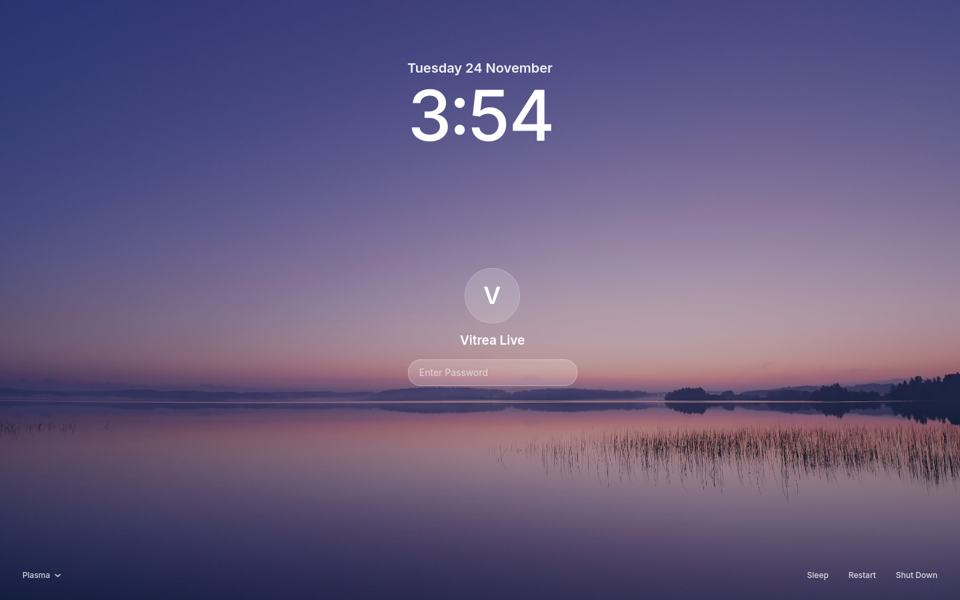 Tuesday 24 November
3:54
V
Vitrea Live
Enter Password
Plasma
Sleep
Restart
Shut Down